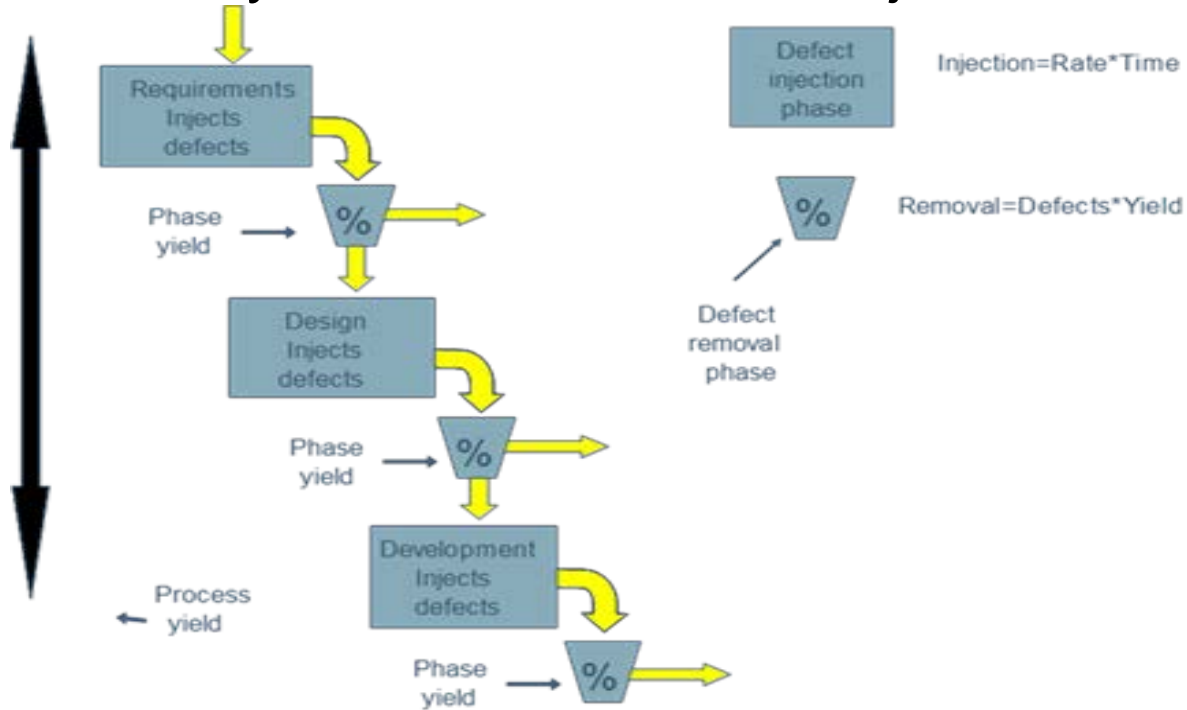 Requirements
Injects
defects
%
Phase
yield
Design
Injects
defects
%
Phase
yield
Development
Injects
defects
%
Phase
yield
Process
yield
Defect
injection
phase
Injection=Rate*Time
%
Removal=Defects*Yield
Defect
removal
phase